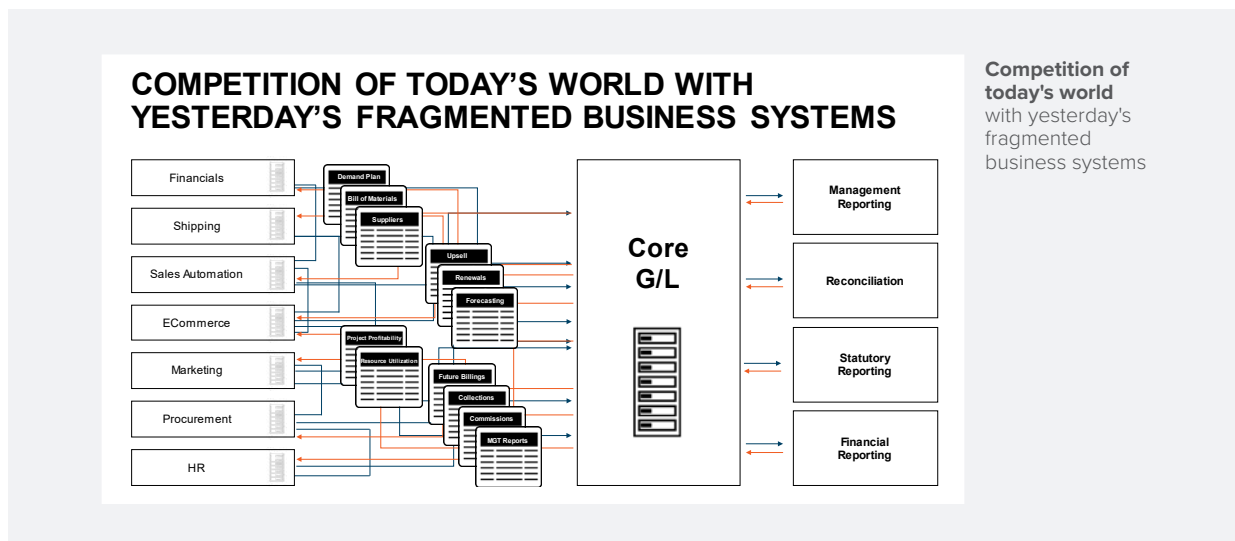 COMPETITION OF TODAY'S WORLD WITH
YESTERDAY'S FRAGMENTED BUSINESS SYSTEMS
Competition of
today's world
with yesterday's
fragmented
business systems
Financials
Shipping
Sales Automation
ECommerce
Marketing
Procurement
HR
Demand Plan
Bill of Materials
Suppliers
Upsell
Renewals
Forecasting
Project Profitability
Resource Utilization
Future Billings
Collections
Commissions
MGT Reports
Core
G/L
Management
Reporting
Reconciliation
Statutory
Reporting
Financial
Reporting